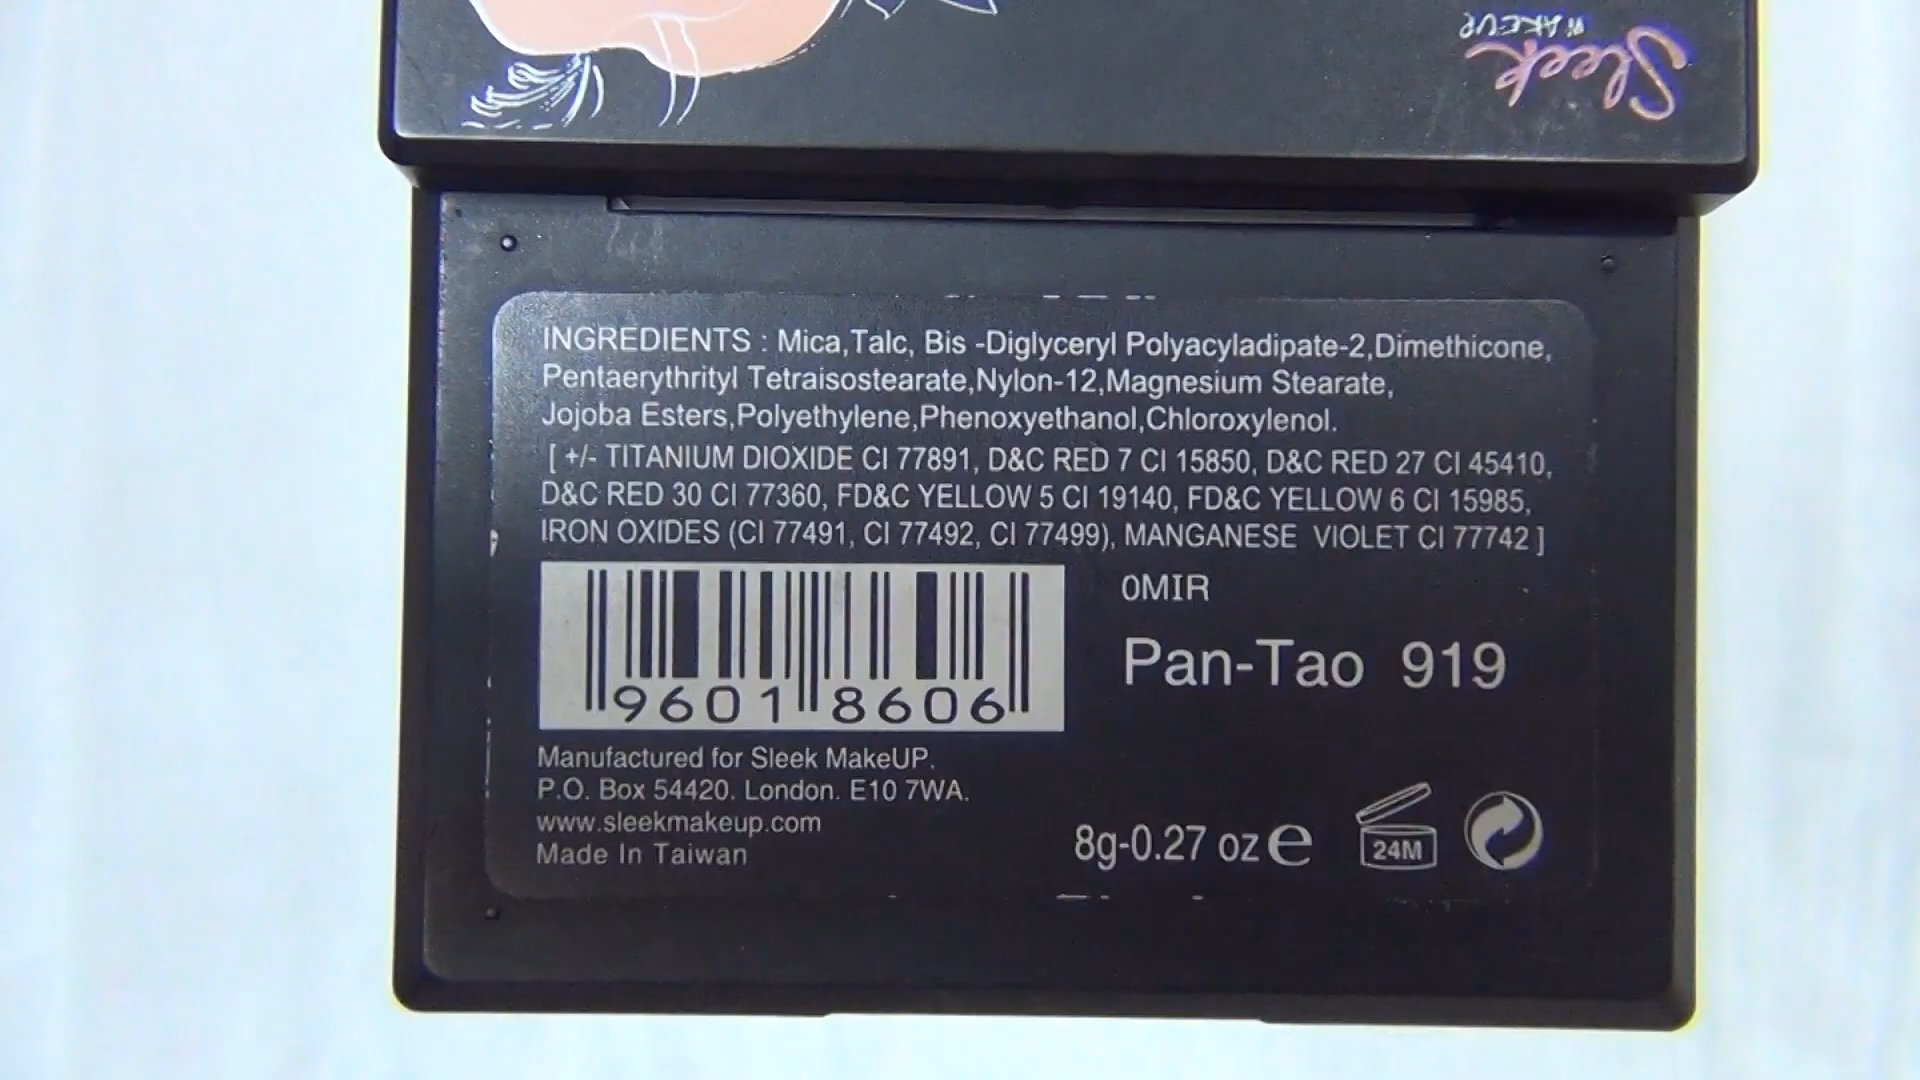 Sleek
MAKEUP
INGREDIENTS : Mica,Talc, Bis -Diglyceryl Polyacyladipate-2,Dimethicone,
Pentaerythrityl Tetraisostearate,Nylon-12,Magnesium Stearate,
Jojoba Esters,Polyethylene,Phenoxyethanol,Chloroxylenol.
[ +/- TITANIUM DIOXIDE CI 77891, D&C RED 7 CI 15850, D&C RED 27 CI 45410,
D&C RED 30 CI 77360, FD&C YELLOW 5 CI 19140, FD&C YELLOW 6 CI 15985,
IRON OXIDES (CI 77491, CI 77492, CI 77499), MANGANESE VIOLET CI 77742 ]
9601 8606
0MIR
Pan-Tao 919
Manufactured for Sleek MakeUP.
P.O. Box 54420. London. E10 7WA.
www.sleekmakeup.com
Made In Taiwan
8g-0.27 oz e
24M